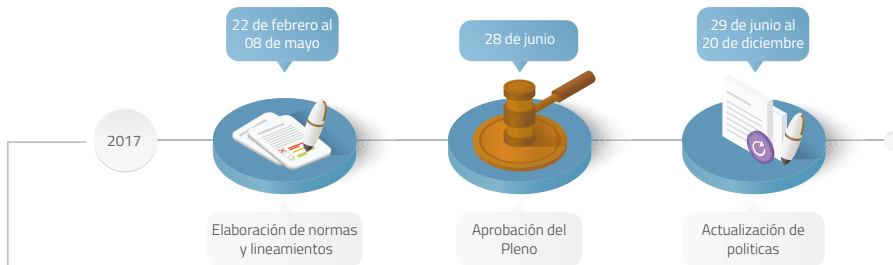 22 de febrero al
08 de mayo
28 de junio
29 de junio al
20 de diciembre
2017
Elaboración de normas
y lineamientos
Aprobación del
Pleno
Actualización de
politicas